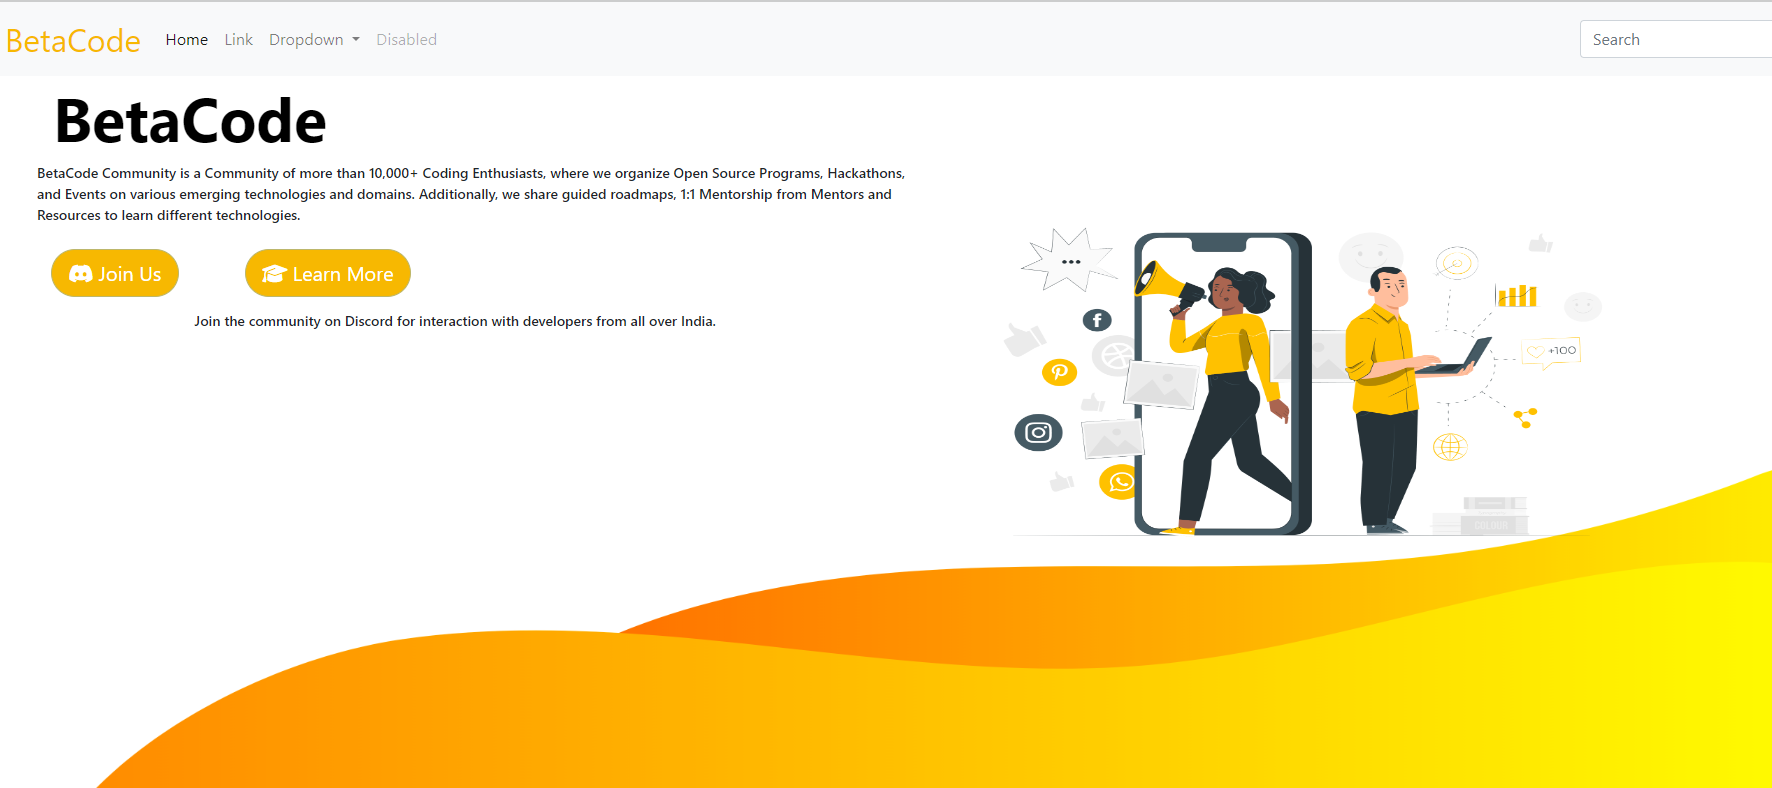 BetaCode Home Link Dropdown Disabled Search
BetaCode
BetaCode Community is a Community of more than 10,000+ Coding Enthusiasts, where we organize Open Source Programs, Hackathons,
and Events on various emerging technologies and domains. Additionally, we share guided roadmaps, 1:1 Mentorship from Mentors and
Resources to learn different technologies.
Join Us Learn More
Join the community on Discord for interaction with developers from all over India.
+100
COLOUR